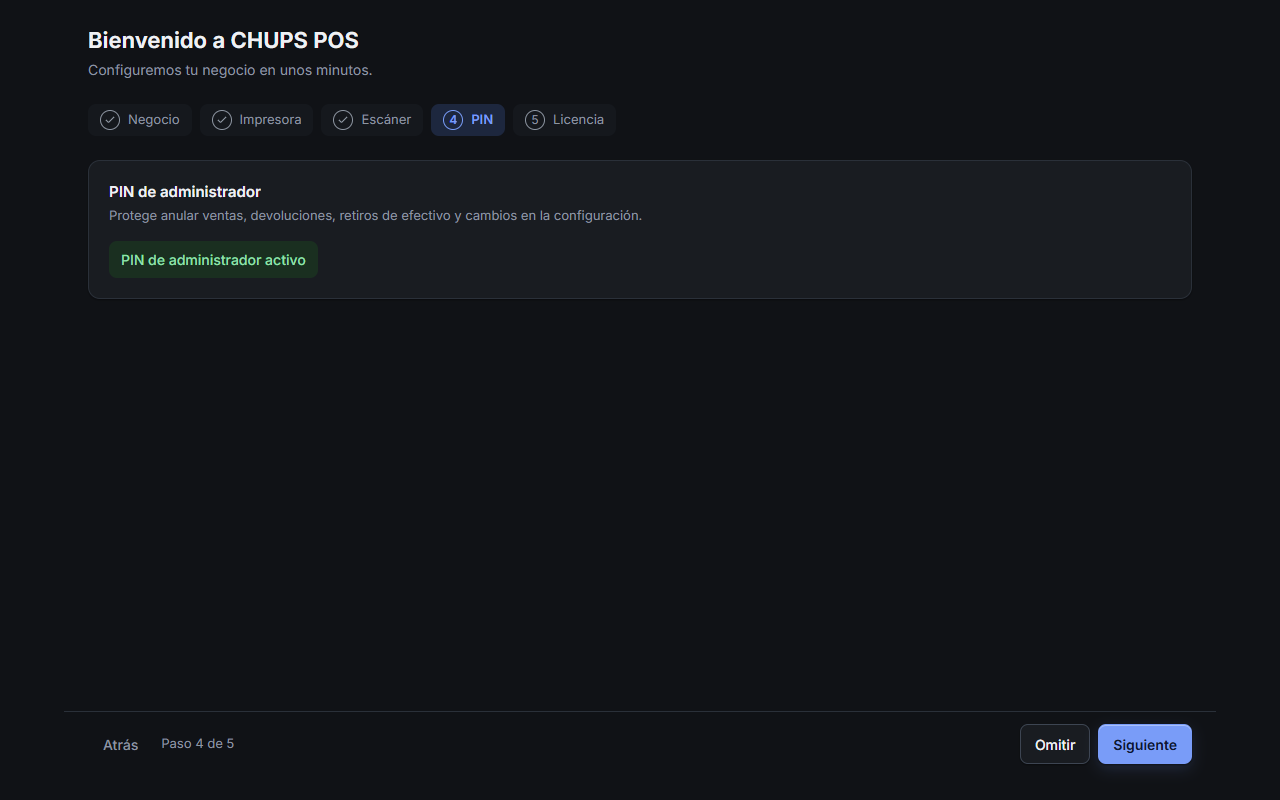 Bienvenido a CHUPS POS
Configuremos tu negocio en unos minutos.
Negocio Impresora Escáner 4 PIN 5 Licencia
PIN de administrador
Protege anular ventas, devoluciones, retiros de efectivo y cambios en la configuración.
PIN de administrador activo
Atrás Paso 4 de 5 Omitir Siguiente